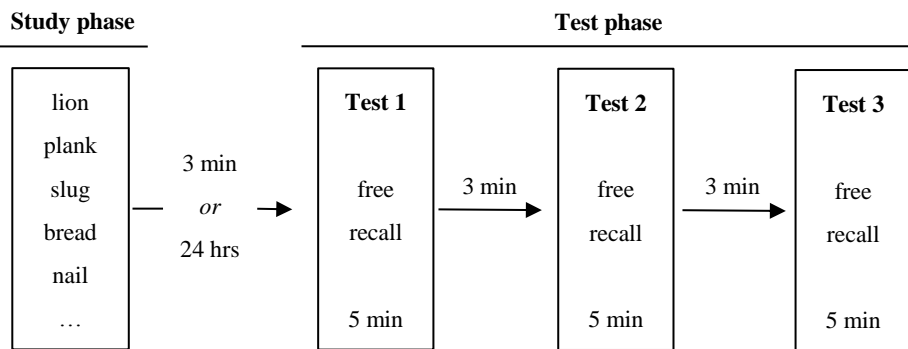 Study phase
Test phase
lion
plank
slug
bread
nail
…
3 min
or
24 hrs
Test 1
free
recall
5 min
3 min
Test 2
free
recall
5 min
3 min
Test 3
free
recall
5 min